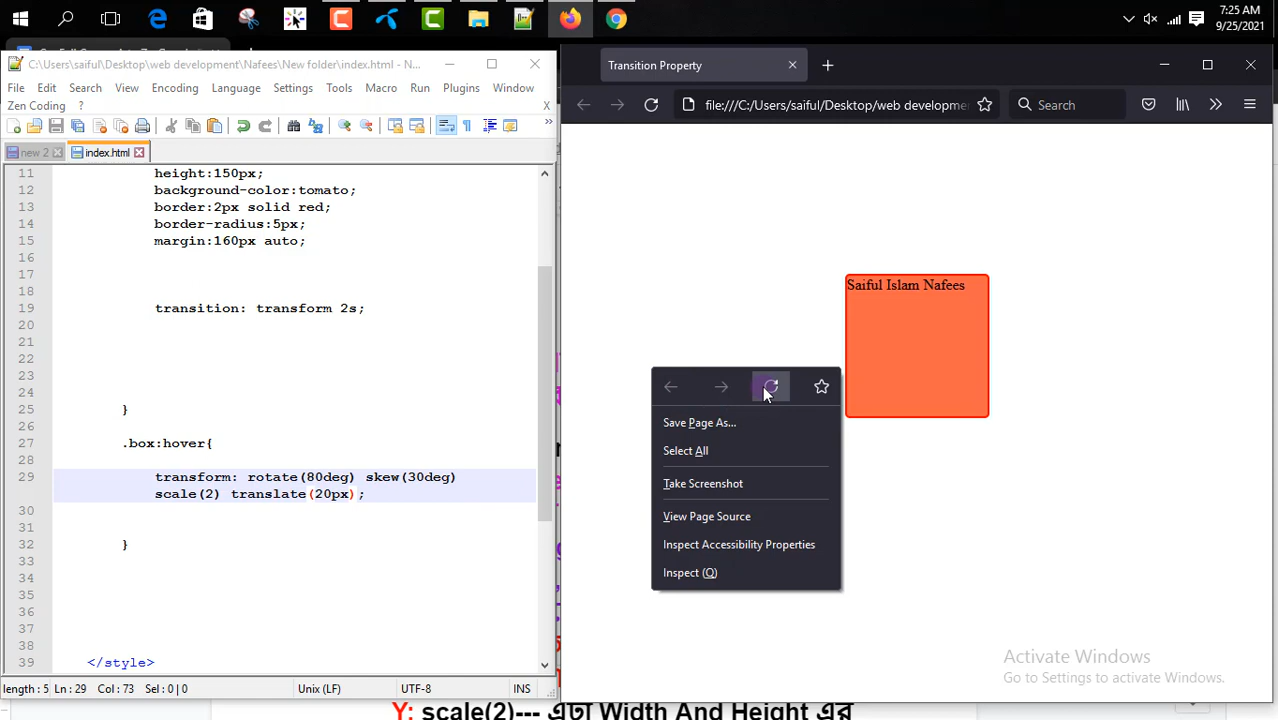 7:25 AM
9/25/2021
C:\Users\saiful\Desktop\web development\Nafees\New folder\index.html - N...
File Edit Search View Encoding Language Settings Tools Macro Run Plugins Window
Zen Coding ? X
new 2 index.html
11 height:150px;
12 background-color:tomato;
13 border:2px solid red;
14 border-radius:5px;
15 margin:160px auto;
16
17
18
19 transition: transform 2s;
20
21
22
23
24
25 }
26
27 .box:hover{
28
29 transform: rotate(80deg) skew(30deg)
scale(2) translate(20px);
30
31
32 }
33
34
35
36
37
38
39 </style>
length: 5 Ln: 29 Col: 73 Sel: 0 | 0 Unix (LF) UTF-8 INS
Transition Property
file:///C:/Users/saiful/Desktop/web developme
Search
Saiful Islam Nafees
Save Page As...
Select All
Take Screenshot
View Page Source
Inspect Accessibility Properties
Inspect (Q)
Activate Windows
Go to Settings to activate Windows.
Y: scale(2)--- এটা Width And Height এর